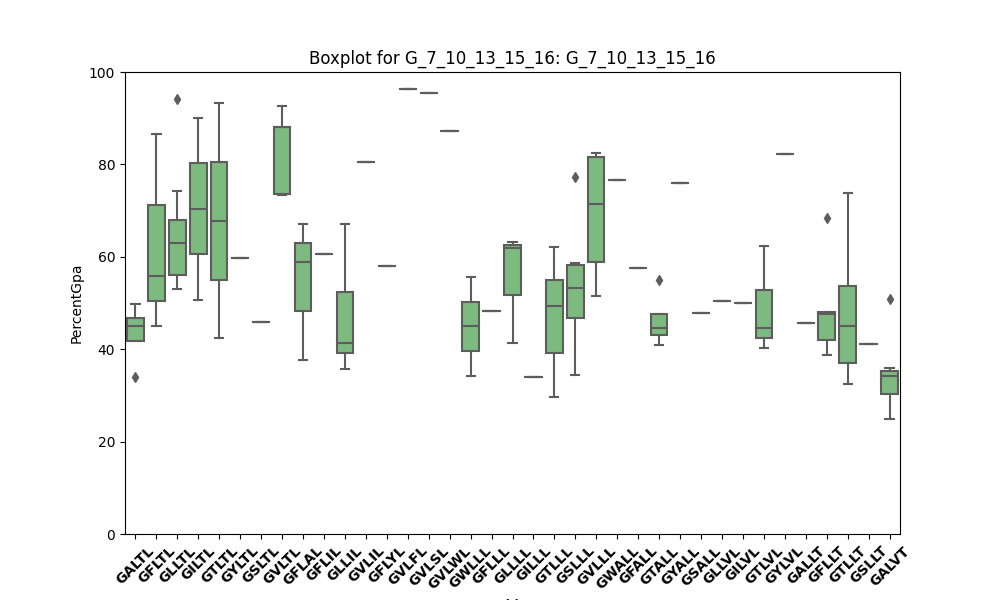 Boxplot for G_7_10_13_15_16: G_7_10_13_15_16
PercentGpa
100
80
60
40
20
0
GALTL
GFLTL
GLLTL
GILTL
GTLTL
GYLTL
GSLTL
GVLTL
GFLAL
GFLIL
GLLIL
GVLIL
GFLYL
GVLFL
GVLSL
GVLWL
GWLLL
GFLLL
GLLLL
GILLL
GTLLL
GSLLL
GVLLL
GWALL
GFALL
GTALL
GYALL
GSALL
GLLVL
GILVL
GTLVL
GYLVL
GALLT
GFLLT
GTLLT
GSLLT
GALVT